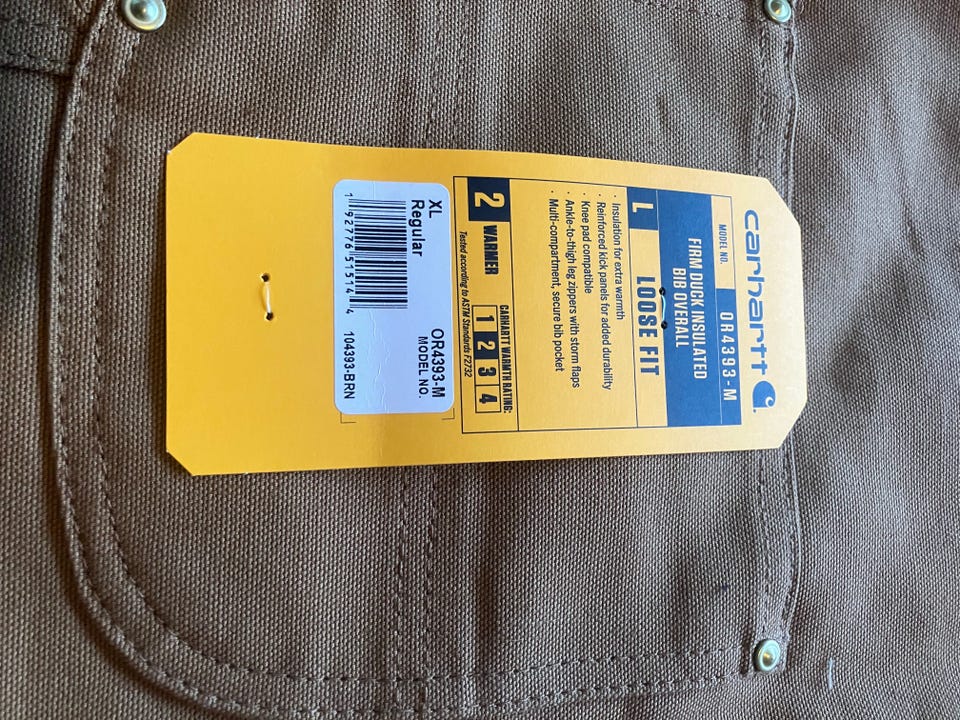 carhartt
MODEL NO. OR4393-M
FIRM DUCK INSULATED
BIB OVERALL
L LOOSE FIT
· Insulation for extra warmth
· Reinforced kick panels for added durability
· Knee pad compatible
· Ankle-to-thigh leg zippers with storm flaps
· Multi-compartment, secure bib pocket
CARHARTT WARMTH RATING:
2 WARMER 1 2 3 4
Tested according to ASTM Standards F2732
XL OR4393-M
Regular MODEL NO.
1 92776 51514 4 104393-BRN